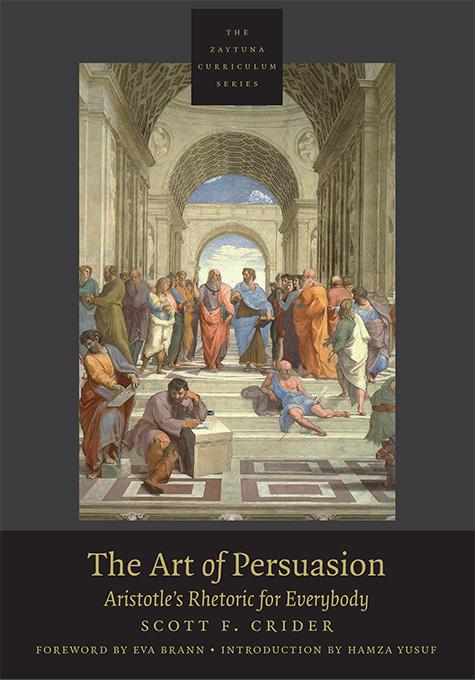 THE
ZAYTUNA
CURRICULUM
SERIES
The Art of Persuasion
Aristotle's Rhetoric for Everybody
SCOTT F. CRIDER
FOREWORD BY EVA BRANN • INTRODUCTION BY HAMZA YUSUF